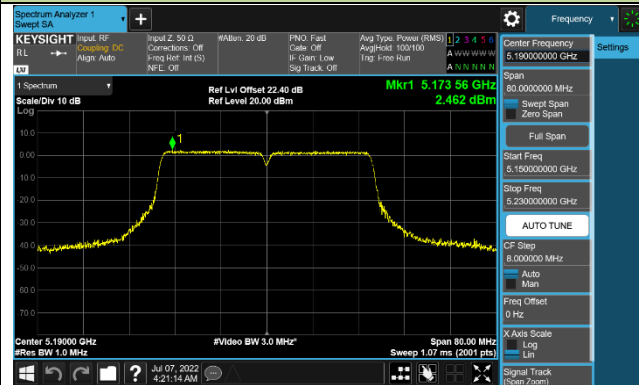 Spectrum Analyzer 1
Swept SA
+
Frequency
KEYSIGHT
RL
Input: RF
Coupling: DC
Align: Auto
Input Z: 50 Ω
Corrections: Off
Freq Ref: Int (S)
NFE: Off
#Atten: 20 dB
PNO: Fast
Gate: Off
IF Gain: Low
Sig Track: Off
Avg Type: Power (RMS)
Avg|Hold: 100/100
Trig: Free Run
1 2 3 4 5 6
A W W W W W
A N N N N N
1 Spectrum
Scale/Div 10 dB
Log
Ref Lvl Offset 22.40 dB
Ref Level 20.00 dBm
Mkr1 5.173 56 GHz
2.462 dBm
1
10.0
0.00
-10.0
-20.0
-30.0
-40.0
-50.0
-60.0
-70.0
Center 5.19000 GHz
#Res BW 1.0 MHz
#Video BW 3.0 MHz*
Span 80.00 MHz
Sweep 1.07 ms (2001 pts)
?
Jul 07, 2022
4:21:14 AM
Center Frequency
5.190000000 GHz
Settings
Span
80.0000000 MHz
Swept Span
Zero Span
Full Span
Start Freq
5.150000000 GHz
Stop Freq
5.230000000 GHz
AUTO TUNE
CF Step
8.000000 MHz
Auto
Man
Freq Offset
0 Hz
X Axis Scale
Log
Lin
Signal Track
(Span Zoom)